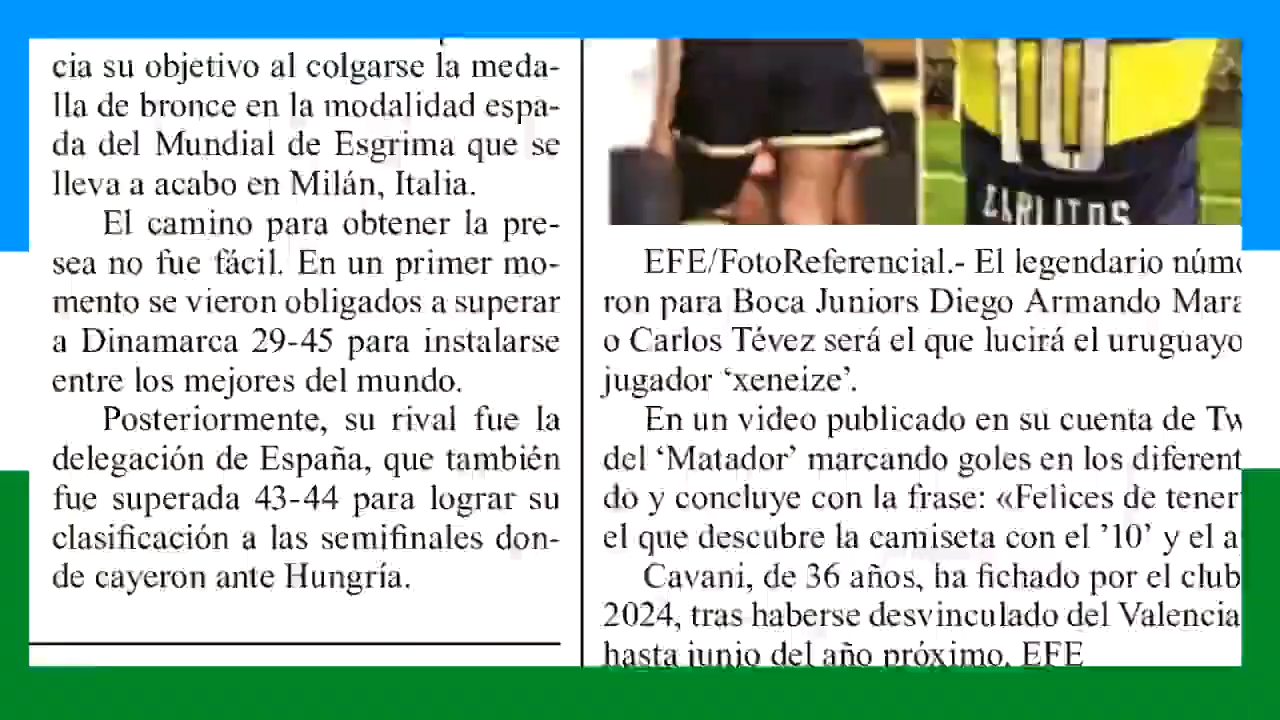 cia su objetivo al colgarse la meda-
lla de bronce en la modalidad espa-
da del Mundial de Esgrima que se
lleva a acabo en Milán, Italia.
El camino para obtener la pre-
sea no fue fácil. En un primer mo-
mento se vieron obligados a superar
a Dinamarca 29-45 para instalarse
entre los mejores del mundo.
Posteriormente, su rival fue la
delegación de España, que también
fue superada 43-44 para lograr su
clasificación a las semifinales don-
de cayeron ante Hungría.
10
CARLITOS
EFE/FotoReferencial.- El legendario núme
ron para Boca Juniors Diego Armando Mara
o Carlos Tévez será el que lucirá el uruguayo
jugador ‘xeneize’.
En un video publicado en su cuenta de Tw
del ‘Matador’ marcando goles en los diferent
do y concluye con la frase: «Felices de tener
el que descubre la camiseta con el ’10’ y el a
Cavani, de 36 años, ha fichado por el club
2024, tras haberse desvinculado del Valencia
hasta junio del año próximo. EFE